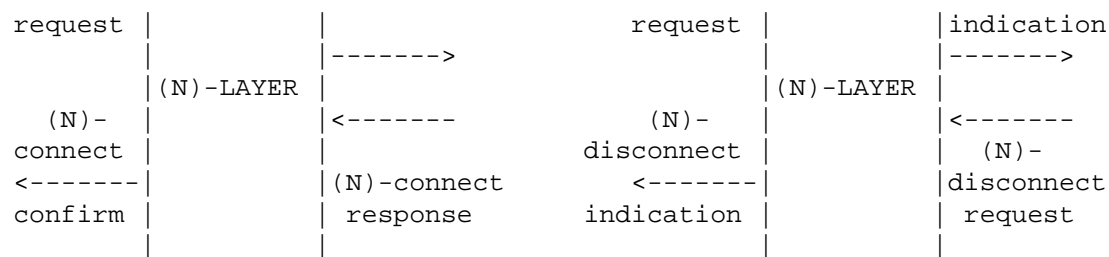 request |           |                  request |           |indication
        |           |------->                  |           |------->
        |(N)-LAYER  |                          |(N)-LAYER  |
  (N)-  |           |<-------            (N)-  |           |<-------
connect |           |               disconnect |           |  (N)-
<-------|           |(N)-connect       <-------|           |disconnect
confirm |           | response      indication |           | request
        |           |                          |           |